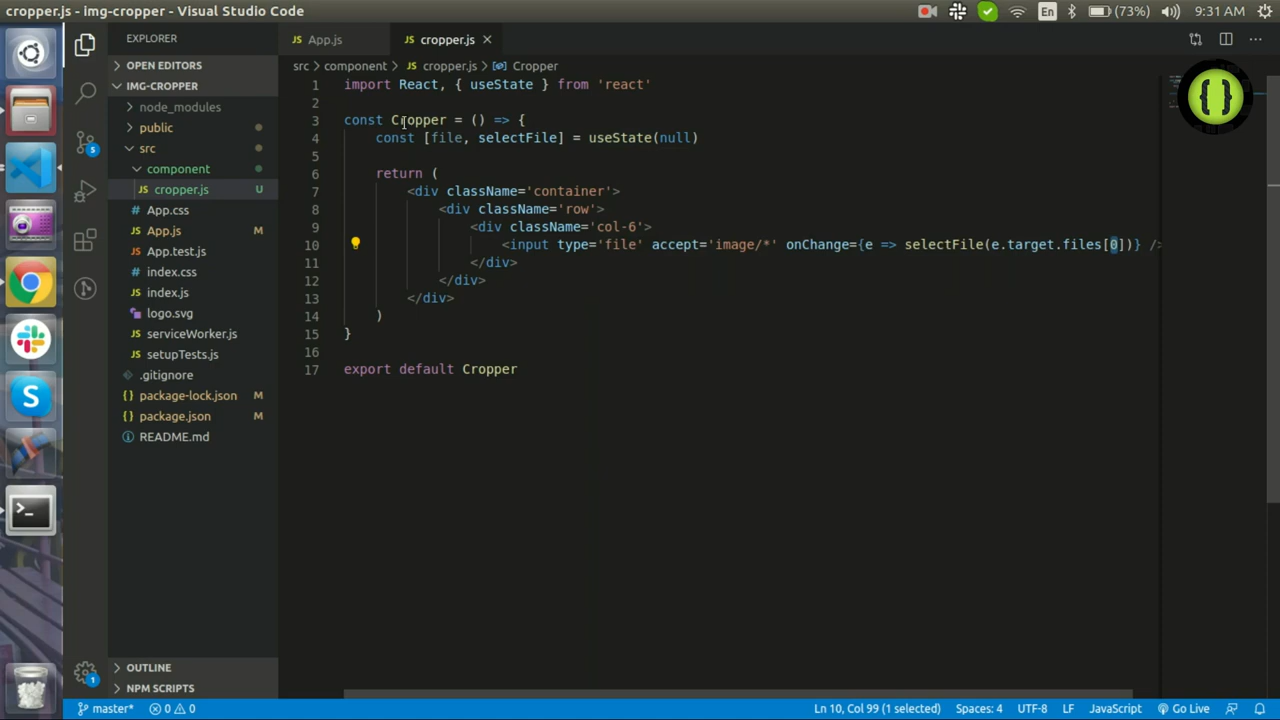 cropper.js - img-cropper - Visual Studio Code
En
(73%)
9:31 AM
EXPLORER
App.js
cropper.js
OPEN EDITORS
src
component
cropper.js
Cropper
IMG-CROPPER
node_modules
public
src
component
cropper.js U
App.css
App.js M
App.test.js
index.css
index.js
logo.svg
serviceWorker.js
setupTests.js
.gitignore
package-lock.json M
package.json M
README.md
5
1 import React, { useState } from 'react'
2
3 const Cropper = () => {
4 const [file, selectFile] = useState(null)
5
6 return (
7 <div className='container'>
8 <div className='row'>
9 <div className='col-6'>
10 <input type='file' accept='image/*' onChange={e => selectFile(e.target.files[0])} />
11 </div>
12 </div>
13 </div>
14 )
15 }
16
17 export default Cropper
{}
OUTLINE
1
NPM SCRIPTS
master*
0
0
Ln 10, Col 99 (1 selected)
Spaces: 4
UTF-8
LF
JavaScript
Go Live